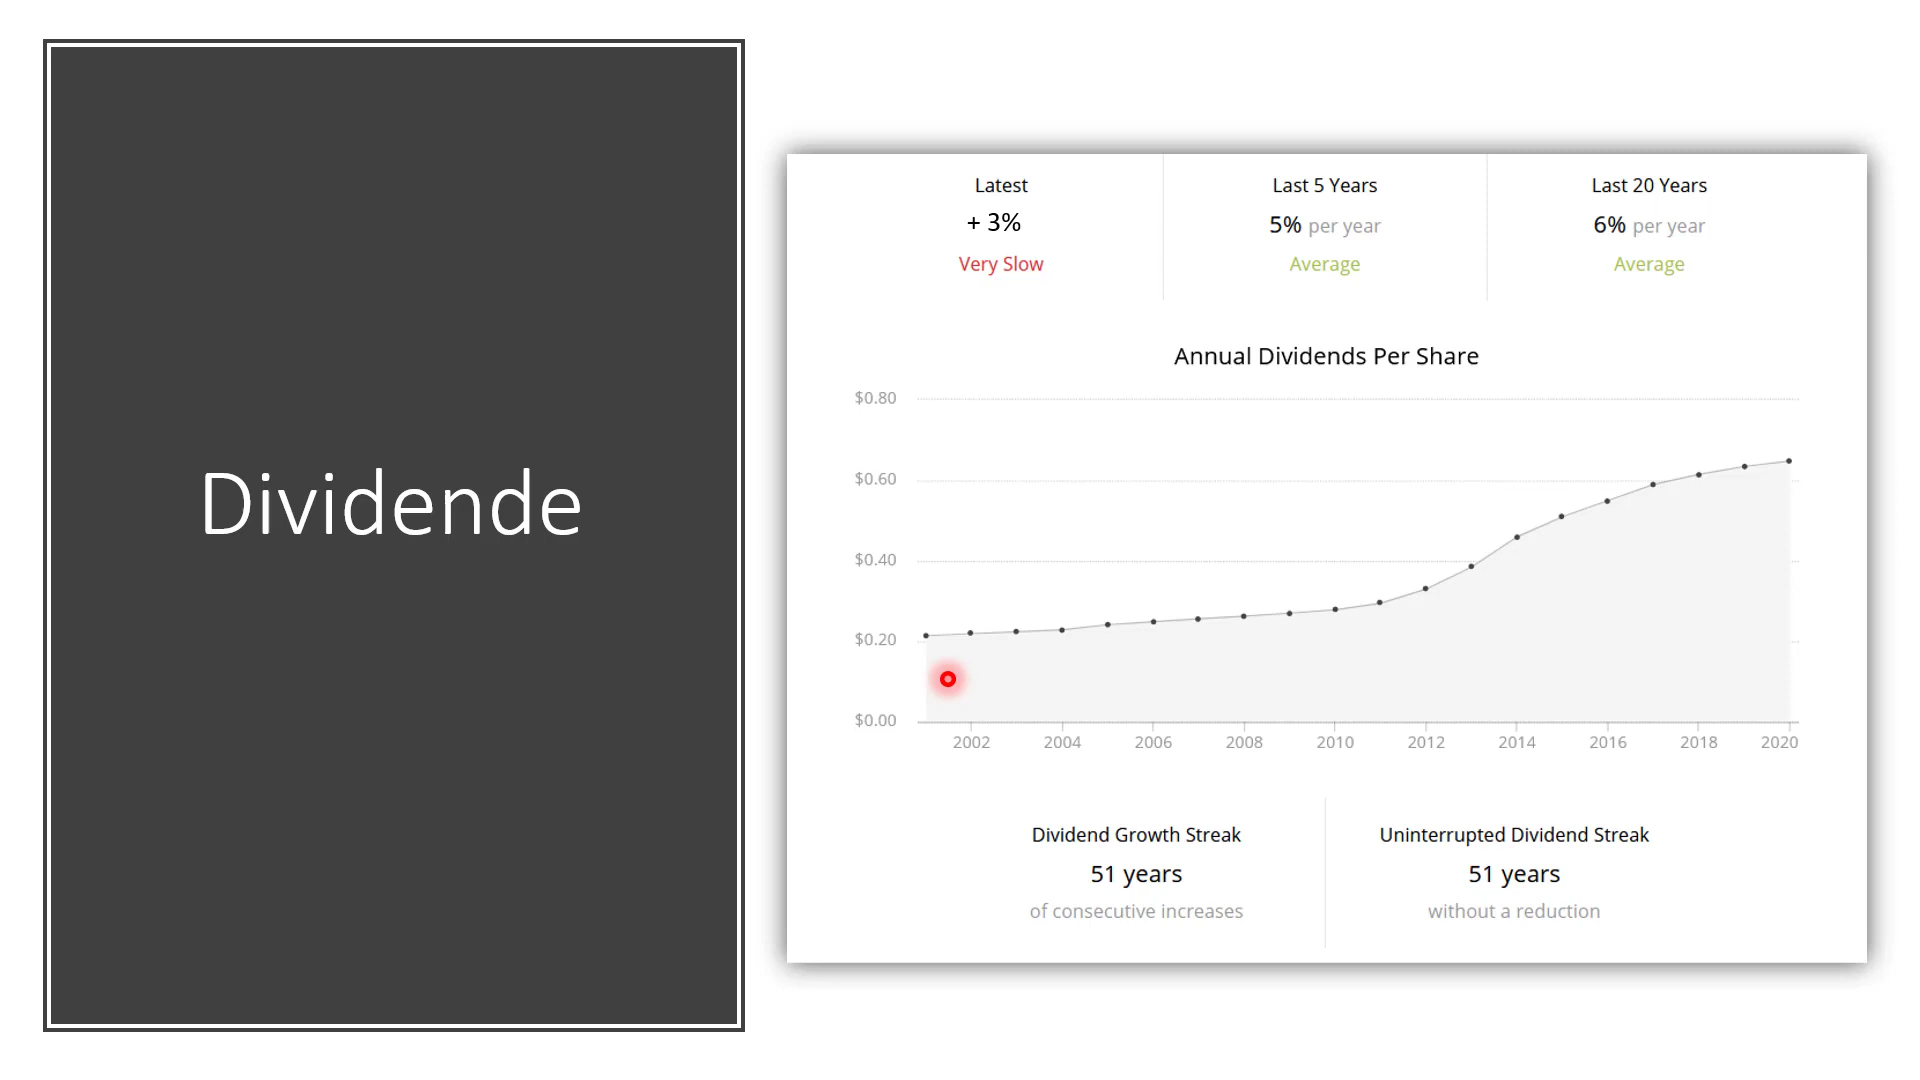 Dividende
Latest
+ 3%
Very Slow
Last 5 Years
5% per year
Average
Last 20 Years
6% per year
Average
Annual Dividends Per Share
$0.80
$0.60
$0.40
$0.20
$0.00
2002 2004 2006 2008 2010 2012 2014 2016 2018 2020
Dividend Growth Streak
51 years
of consecutive increases
Uninterrupted Dividend Streak
51 years
without a reduction